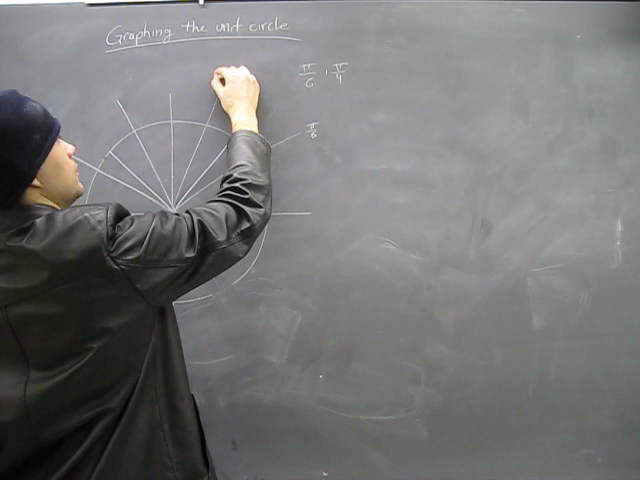 Graphing the unit circle
π/6, π/4
π/6